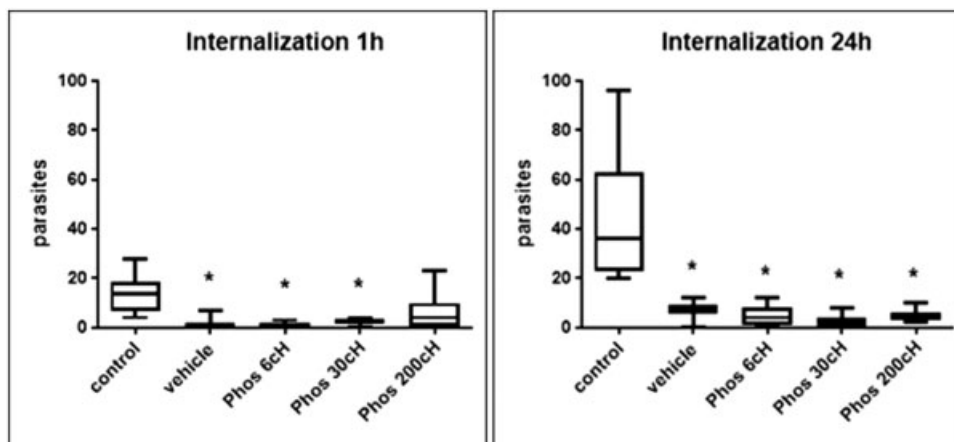 Internalization 1h
100
80
60
40
20
0
parasites
* * *
control
vehicle
Phos 6cH
Phos 30cH
Phos 200cH
Internalization 24h
100
80
60
40
20
0
parasites
* * * *
control
vehicle
Phos 6cH
Phos 30cH
Phos 200cH